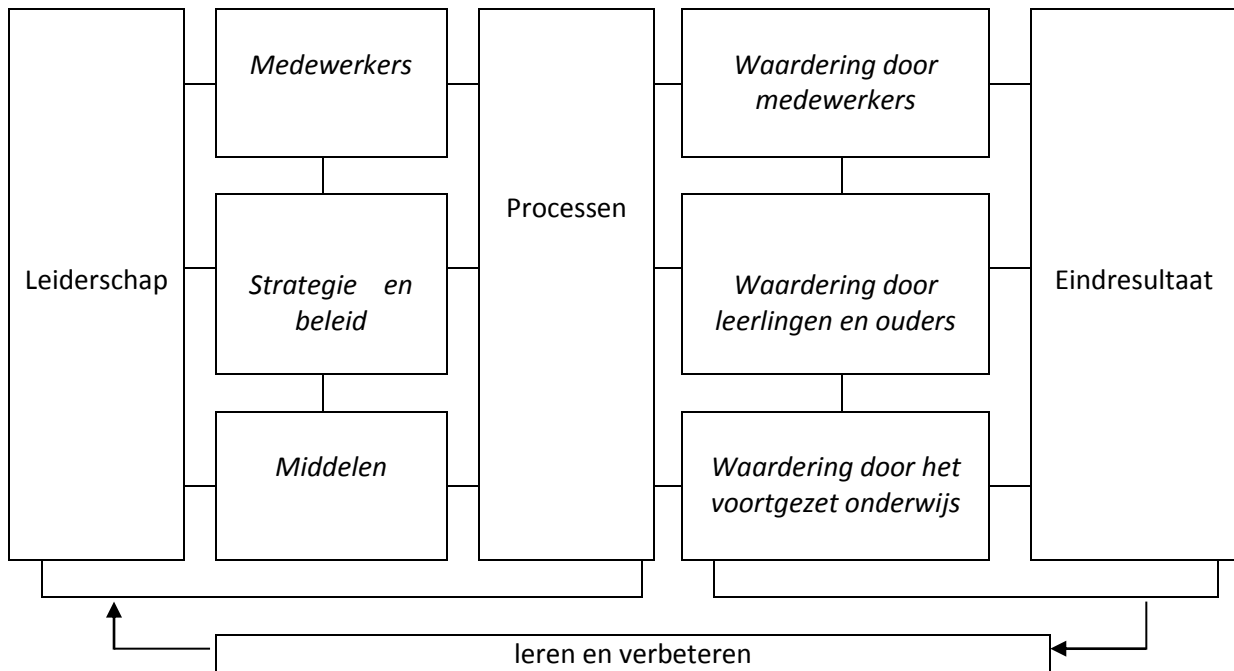 Leiderschap
Medewerkers
Strategie en
beleid
Middelen
Processen
Waardering door
medewerkers
Waardering door
leerlingen en ouders
Waardering door het
voortgezet onderwijs
Eindresultaat
leren en verbeteren